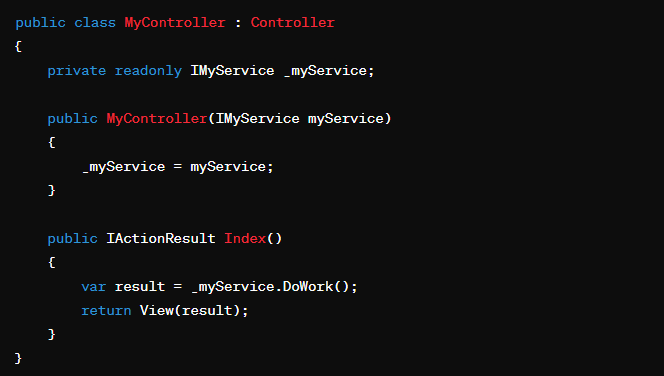 public class MyController : Controller
{
    private readonly IMyService _myService;

    public MyController(IMyService myService)
    {
        _myService = myService;
    }

    public IActionResult Index()
    {
        var result = _myService.DoWork();
        return View(result);
    }
}